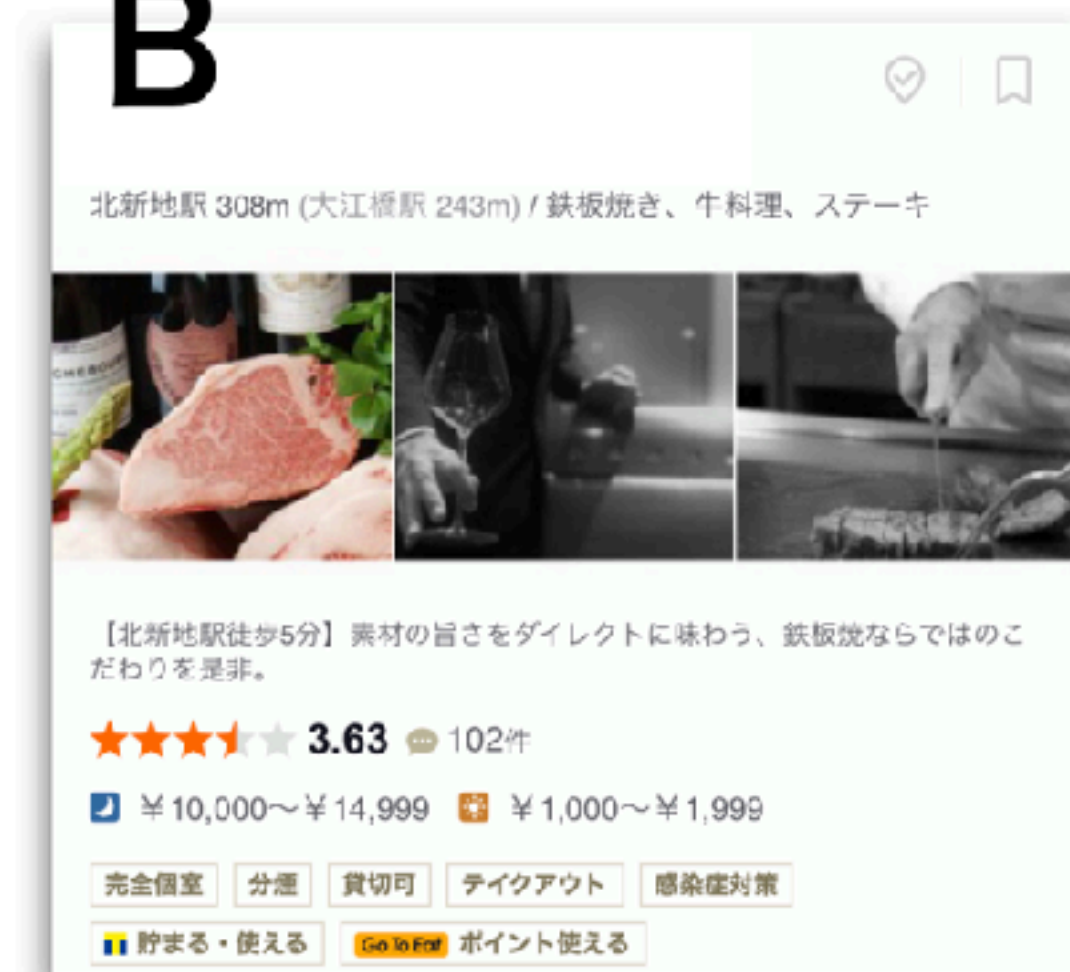 B
北新地駅 308m (大江橋駅 243m) / 鉄板焼き、牛料理、ステーキ
【北新地駅徒歩5分】素材の旨さをダイレクトに味わう、鉄板焼ならではのこ
だわりを是非。
3.63 102件
¥10,000～¥14,999 ¥1,000～¥1,999
完全個室 分煙 貸切可 テイクアウト 感染症対策
貯まる・使える Go To Eat ポイント使える